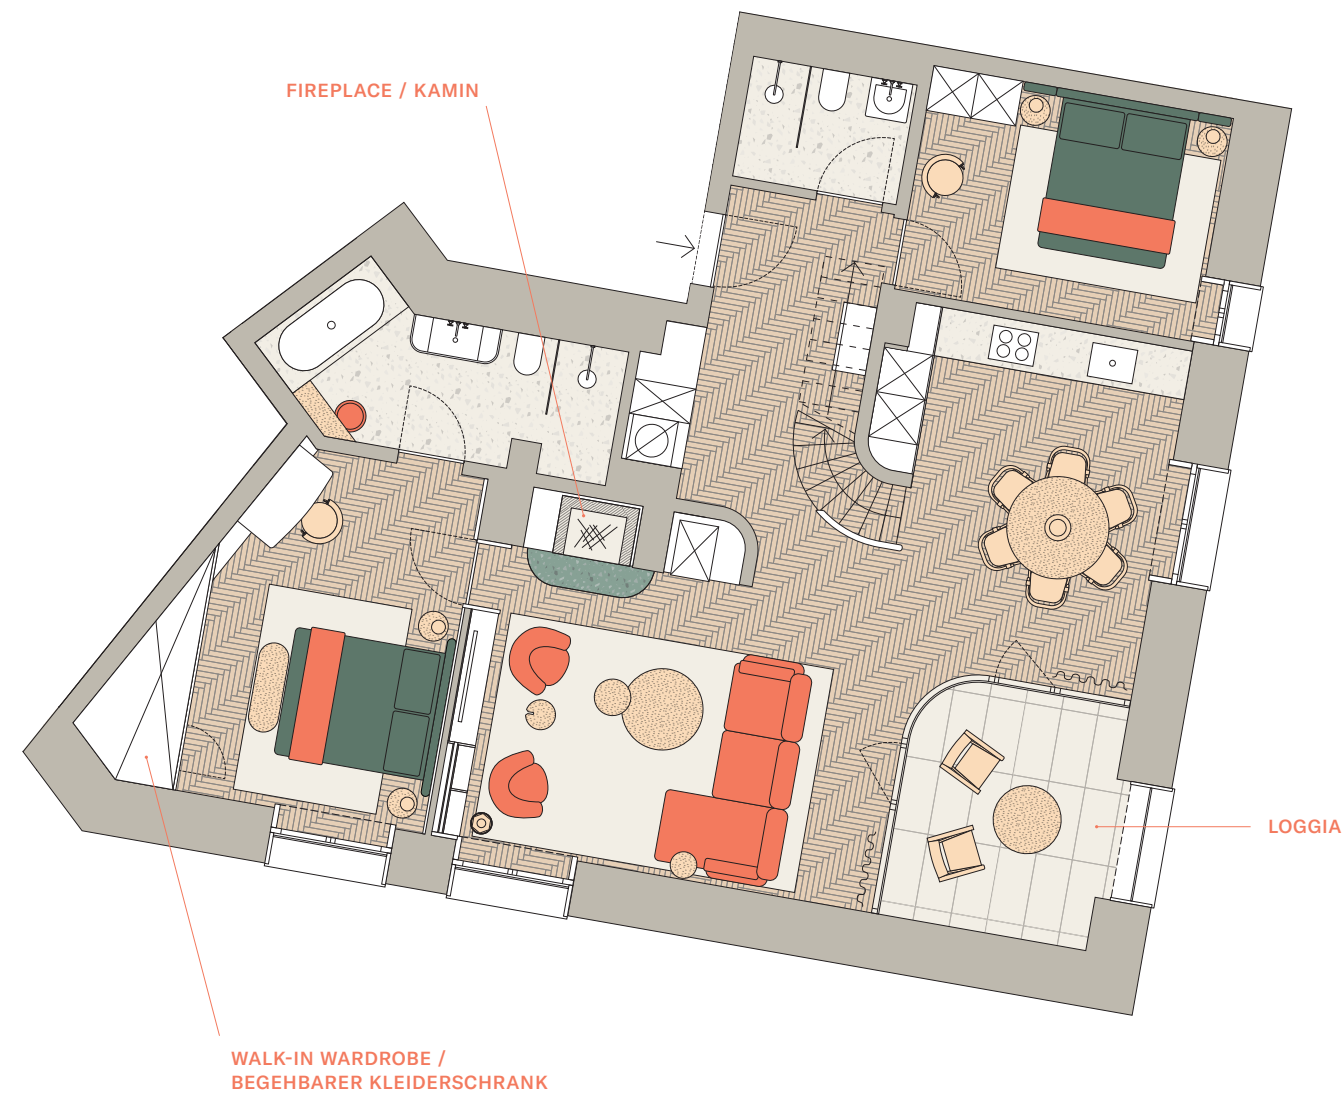 FIREPLACE / KAMIN
LOGGIA
WALK-IN WARDROBE /
BEGEHBARER KLEIDERSCHRANK